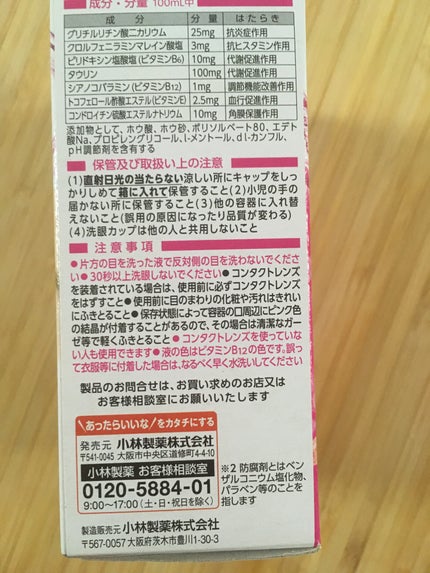 成分・分量 100mL中
成分 分量 はたらき
グリチルリチン酸二カリウム 25mg 抗炎症作用
クロルフェニラミンマレイン酸塩 3mg 抗ヒスタミン作用
ピリドキシン塩酸塩(ビタミンB6) 10mg 代謝促進作用
タウリン 100mg 代謝促進作用
シアノコバラミン(ビタミンB12) 1mg 調節機能改善作用
トコフェロール酢酸エステル(ビタミンE) 2.5mg 血行促進作用
コンドロイチン硫酸エステルナトリウム 10mg 角膜保護作用
添加物として、ホウ酸、ホウ砂、ポリソルベート80、エデト
酸Na、プロピレングリコール、l-メントール、dl-カンフル、
pH調節剤を含有する
保管及び取扱い上の注意
(1)直射日光の当たらない涼しい所にキャップをしっ
かりしめて箱に入れて保管すること(2)小児の手の
届かない所に保管すること(3)他の容器に入れ替
えないこと(誤用の原因になったり品質が変わる)
(4)洗眼カップは他の人と共用しないこと
注意事項
●片方の目を洗った液で反対側の目を洗わないでくださ
い●30秒以上洗眼しないでください●コンタクトレンズ
を装着されている場合は、使用前に必ずコンタクトレンズ
をはずすこと●使用前に目のまわりの化粧や汚れはきれい
にふきとること●保存状態によって容器の口周辺にピンク色
の結晶が付着することがあるので、その場合は清潔なガー
ゼ等で軽くふきとること●コンタクトレンズを使っていな
い人も使用できます●液の色はビタミンB12の色です。誤っ
て衣服等に付着した場合は、なるべく早く水洗いしてください
製品のお問合せは、お買い求めのお店又は
お客様相談室にお願いいたします
\あったらいいな/をカタチにする
発売元 小林製薬株式会社
〒541-0045 大阪市中央区道修町4-4-10
小林製薬 お客様相談室
0120-5884-01
9:00~17:00(土・日・祝日を除く)
※2 防腐剤とはベン
ザルコニウム塩化物、
パラベン等のことを
指します
製造販売元 小林製薬株式会社
〒567-0057 大阪府茨木市豊川1-30-3